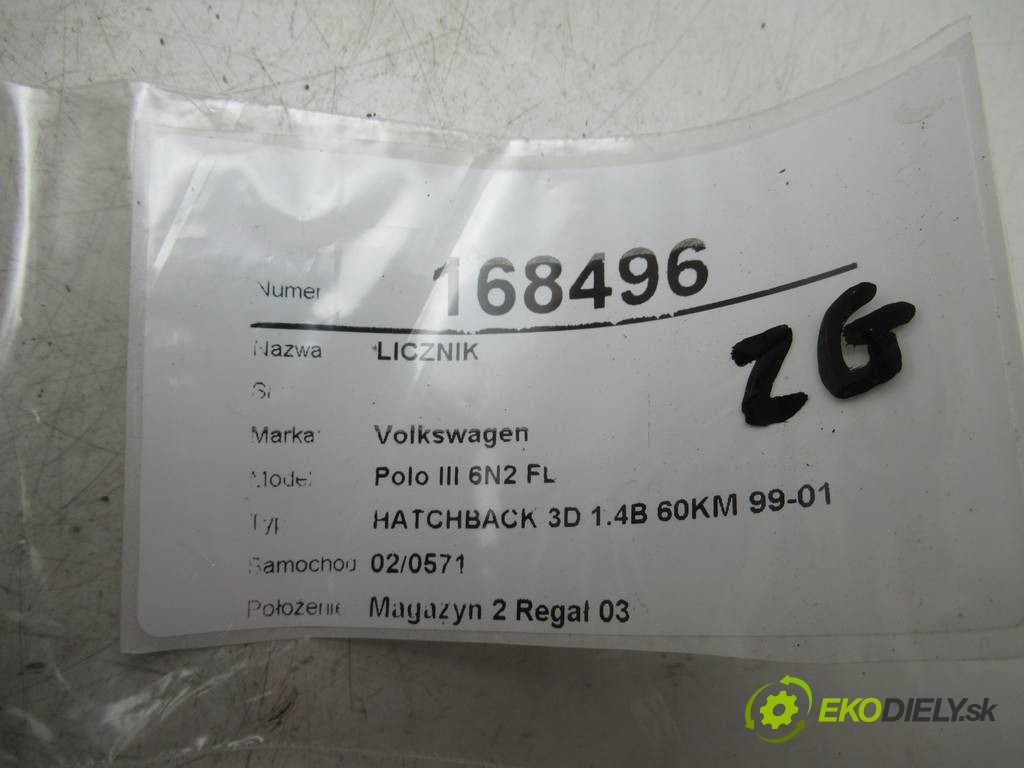 Numer 168496
Nazwa LICZNIK
ZG
Marka Volkswagen
Model Polo III 6N2 FL
Typ HATCHBACK 3D 1.4B 60KM 99-01
Samochod 02/0571
Położenie Magazyn 2 Regał 03
EKODIELY.sk